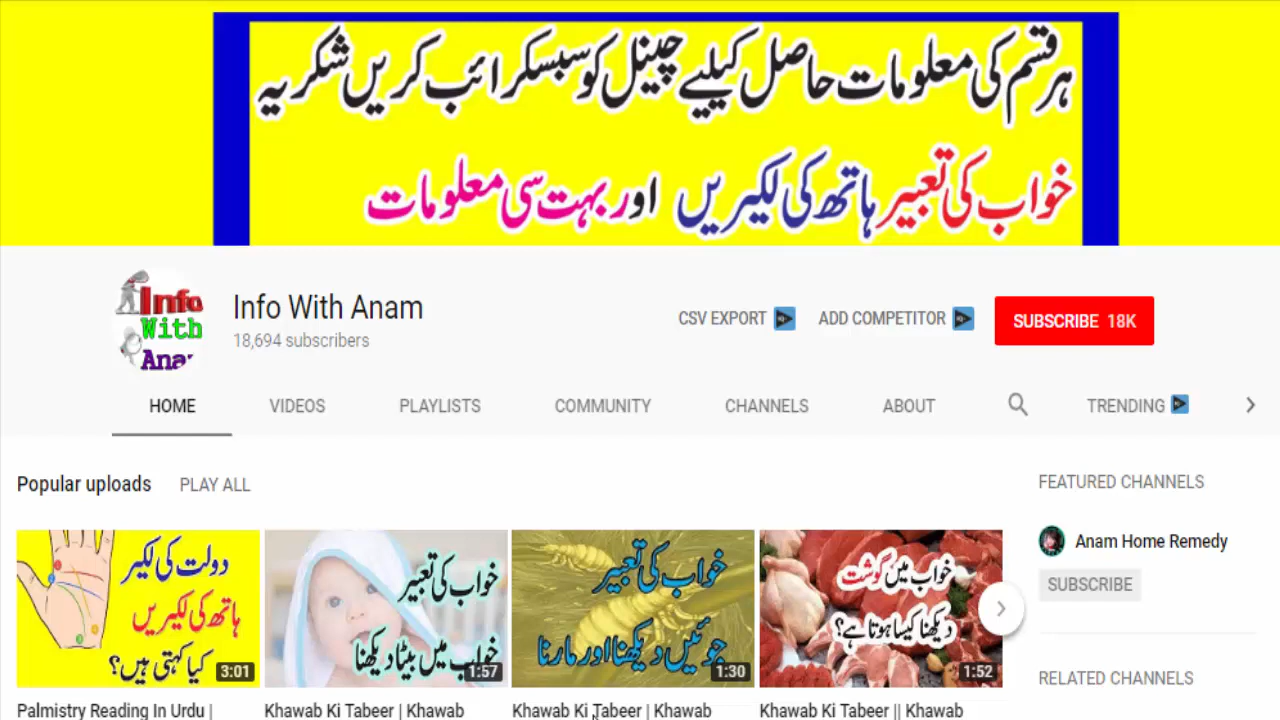 ہر قسم کی معلومات حاصل کیلیے چینل کو سبسکرائب کریں شکریہ
خواب کی تعبیر ہاتھ کی لکیریں اور بہت سی معلومات
Info
With
Ana
Info With Anam
18,694 subscribers
CSV EXPORT
ADD COMPETITOR
SUBSCRIBE 18K
HOME
VIDEOS
PLAYLISTS
COMMUNITY
CHANNELS
ABOUT
TRENDING
Popular uploads
PLAY ALL
FEATURED CHANNELS
Anam Home Remedy
SUBSCRIBE
RELATED CHANNELS
دولت کی لکیر
ہاتھ کی لکیریں
کیا کہتی ہیں؟
3:01
Palmistry Reading In Urdu |
خواب کی تعبیر
خواب میں بیٹا دیکھنا
1:57
Khawab Ki Tabeer | Khawab
خواب کی تعبیر
جوئیں دیکھنا اور مارنا
1:30
Khawab Ki Tabeer | Khawab
خواب میں گوشت
دیکھنا کیسا ہوتا ہے؟
1:52
Khawab Ki Tabeer || Khawab